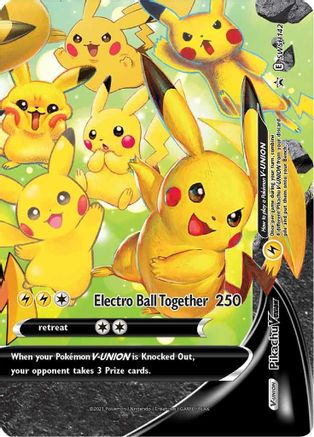 E SWSH142
How to play a Pokémon V-UNION
Once per game during your turn, combine
4 different Pikachu V-UNION from your discard
pile and put them onto your Bench.
Electro Ball Together 250
retreat
V-UNION Pikachu V-UNION
When your Pokémon V-UNION is Knocked Out,
your opponent takes 3 Prize cards.
©2021 Pokémon / Nintendo / Creatures / GAME FREAK